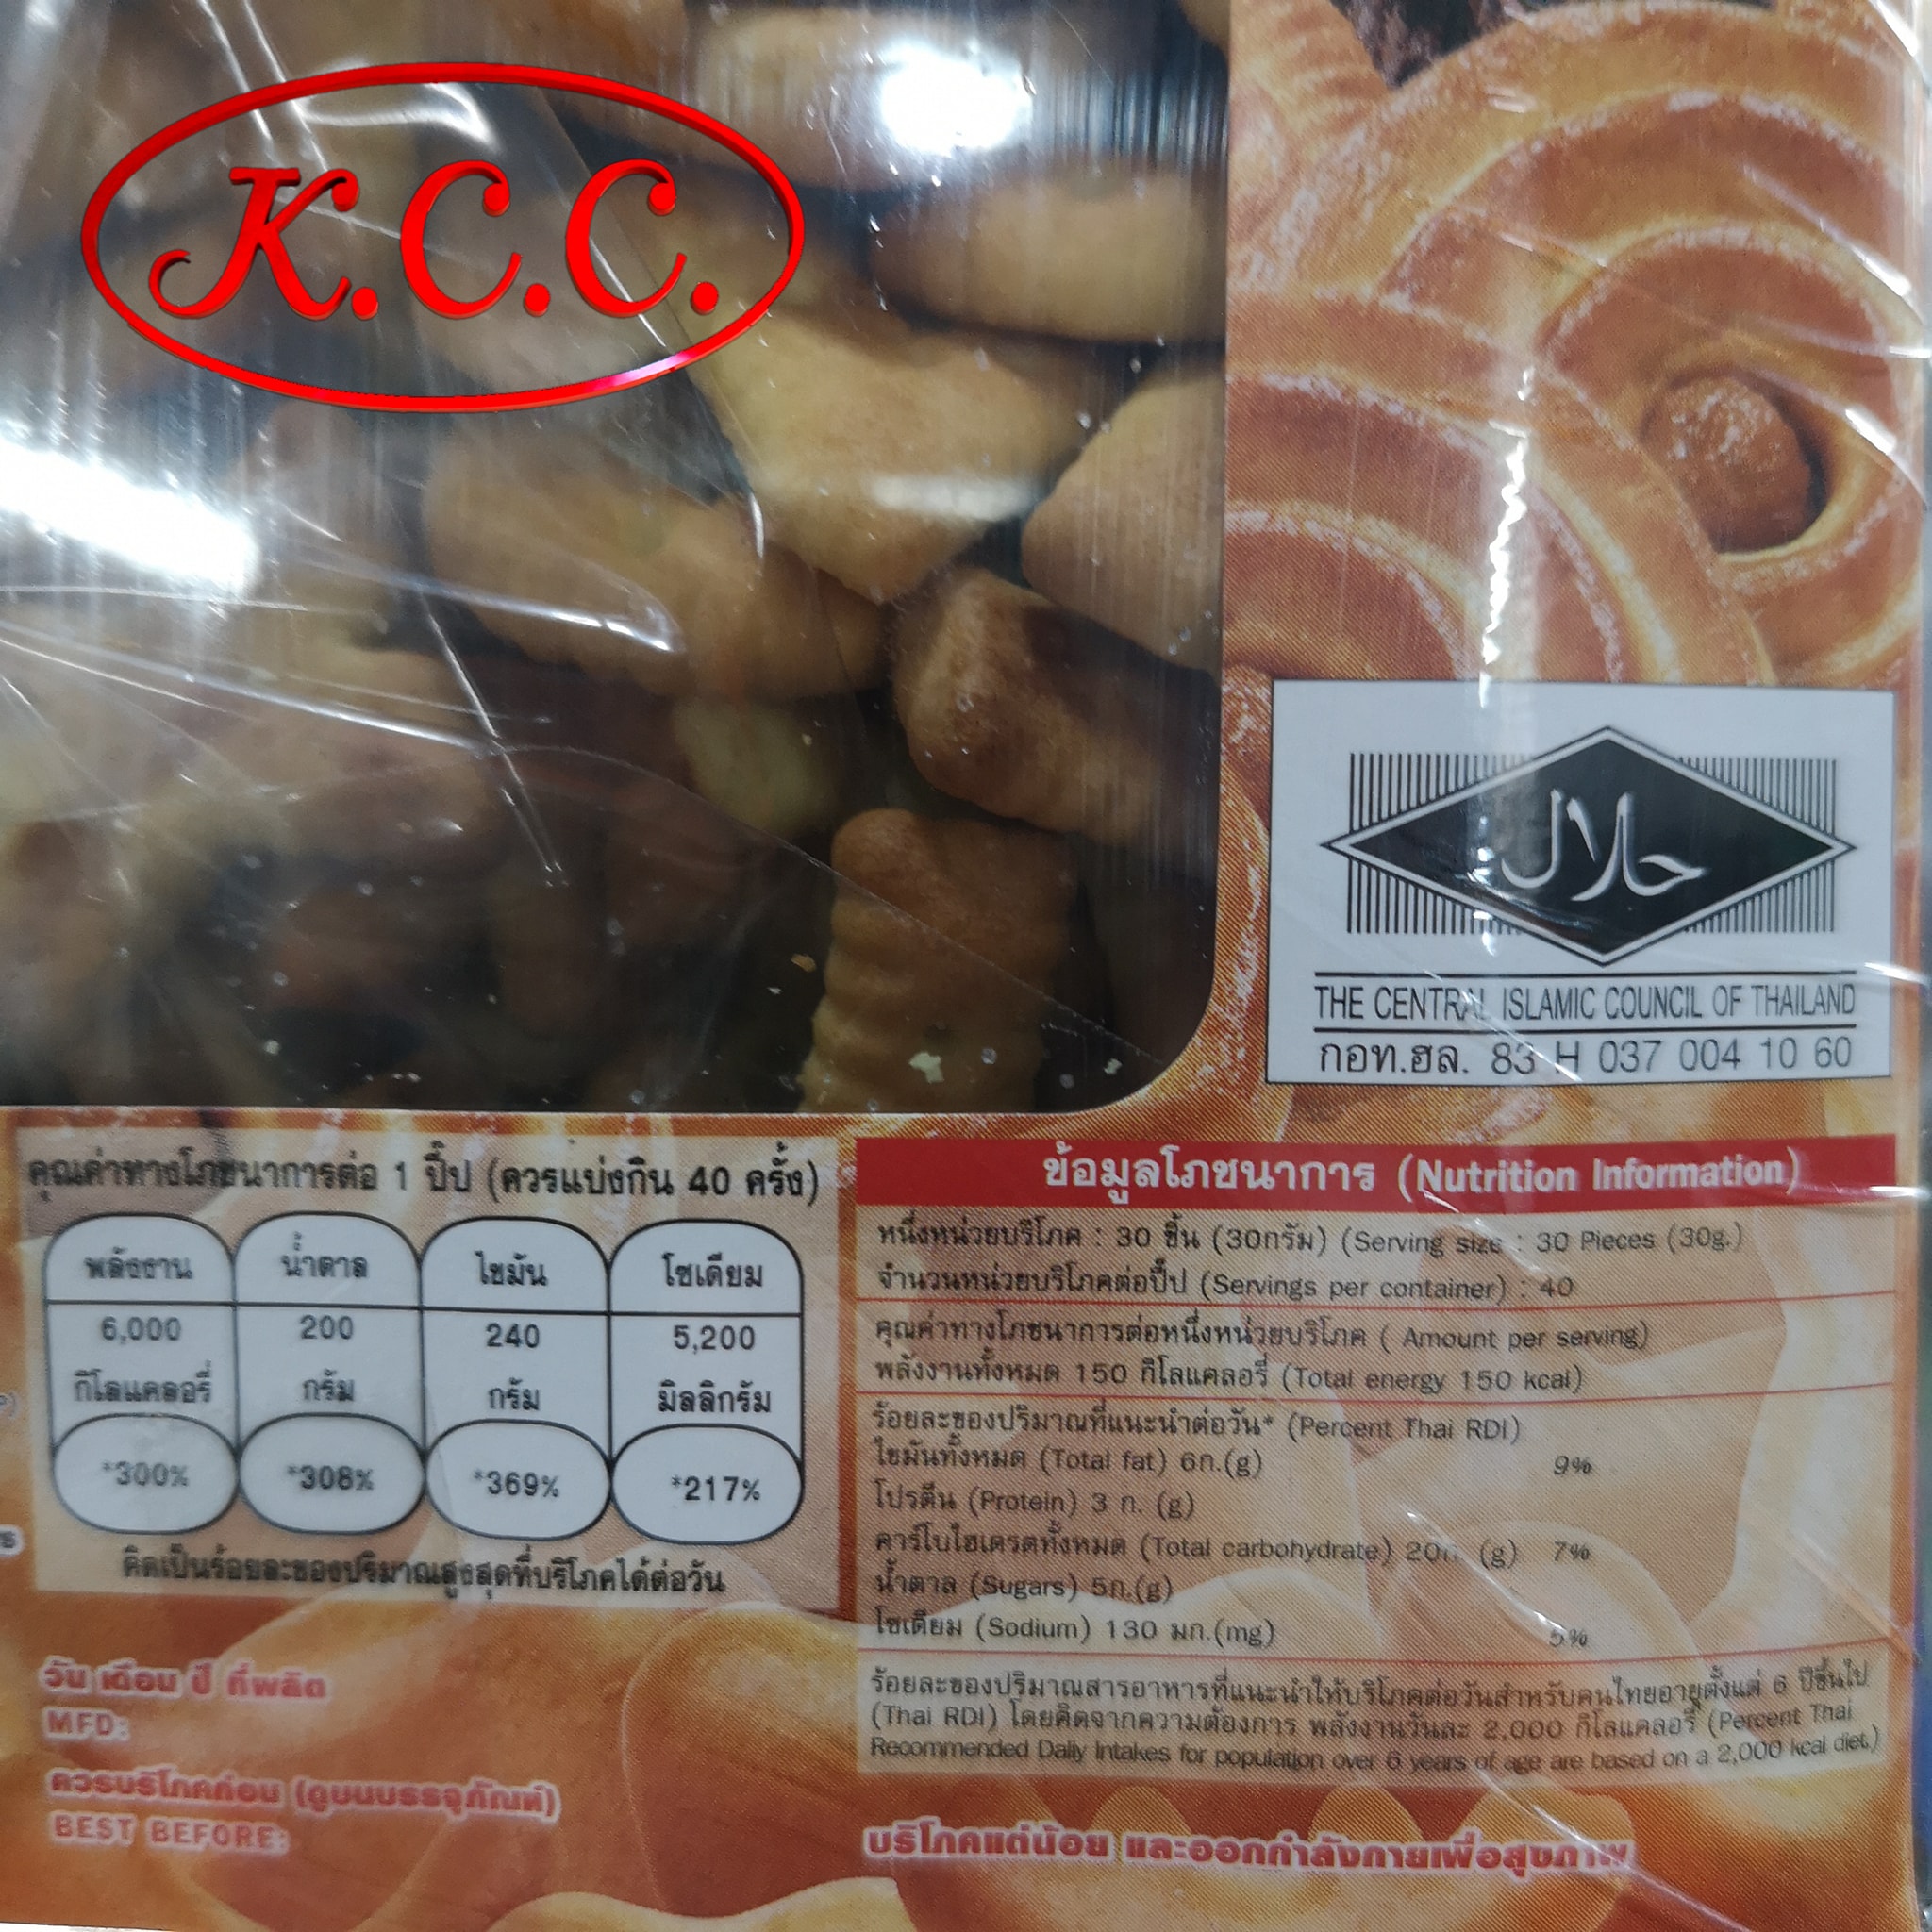 K.C.C.
حلال
THE CENTRAL ISLAMIC COUNCIL OF THAILAND
กอท.ฮล. 83 H 037 004 10 60
คุณค่าทางโภชนาการต่อ 1 ปี๊ป (ควรแบ่งกิน 40 ครั้ง)
พลังงาน น้ำตาล ไขมัน โซเดียม
6,000 200 240 5,200
กิโลแคลอรี่ กรัม กรัม มิลลิกรัม
*300% *308% *369% *217%
คิดเป็นร้อยละของปริมาณสูงสุดที่บริโภคได้ต่อวัน
วัน เดือน ปี ที่ผลิต
MFD:
ควรบริโภคก่อน (ดูบนบรรจุภัณฑ์)
BEST BEFORE:
ข้อมูลโภชนาการ (Nutrition Information)
หนึ่งหน่วยบริโภค : 30 ชิ้น (30กรัม) (Serving size : 30 Pieces (30g.)
จำนวนหน่วยบริโภคต่อปี๊ป (Servings per container) : 40
คุณค่าทางโภชนาการต่อหนึ่งหน่วยบริโภค ( Amount per serving)
พลังงานทั้งหมด 150 กิโลแคลอรี่ (Total energy 150 kcal)
ร้อยละของปริมาณที่แนะนำต่อวัน* (Percent Thai RDI)
ไขมันทั้งหมด (Total fat) 6ก.(g) 9%
โปรตีน (Protein) 3 ก. (g)
คาร์โบไฮเดรตทั้งหมด (Total carbohydrate) 20ก. (g) 7%
น้ำตาล (Sugars) 5ก.(g)
โซเดียม (Sodium) 130 มก.(mg) 5%
ร้อยละของปริมาณสารอาหารที่แนะนำให้บริโภคต่อวันสำหรับคนไทยอายุตั้งแต่ 6 ปีขึ้นไป
(Thai RDI) โดยคิดจากความต้องการ พลังงานวันละ 2,000 กิโลแคลอรี่ (Percent Thai
Recommended Daily Intakes for population over 6 years of age are based on a 2,000 kcal diet.)
บริโภคแต่น้อย และออกกำลังกายเพื่อสุขภาพ